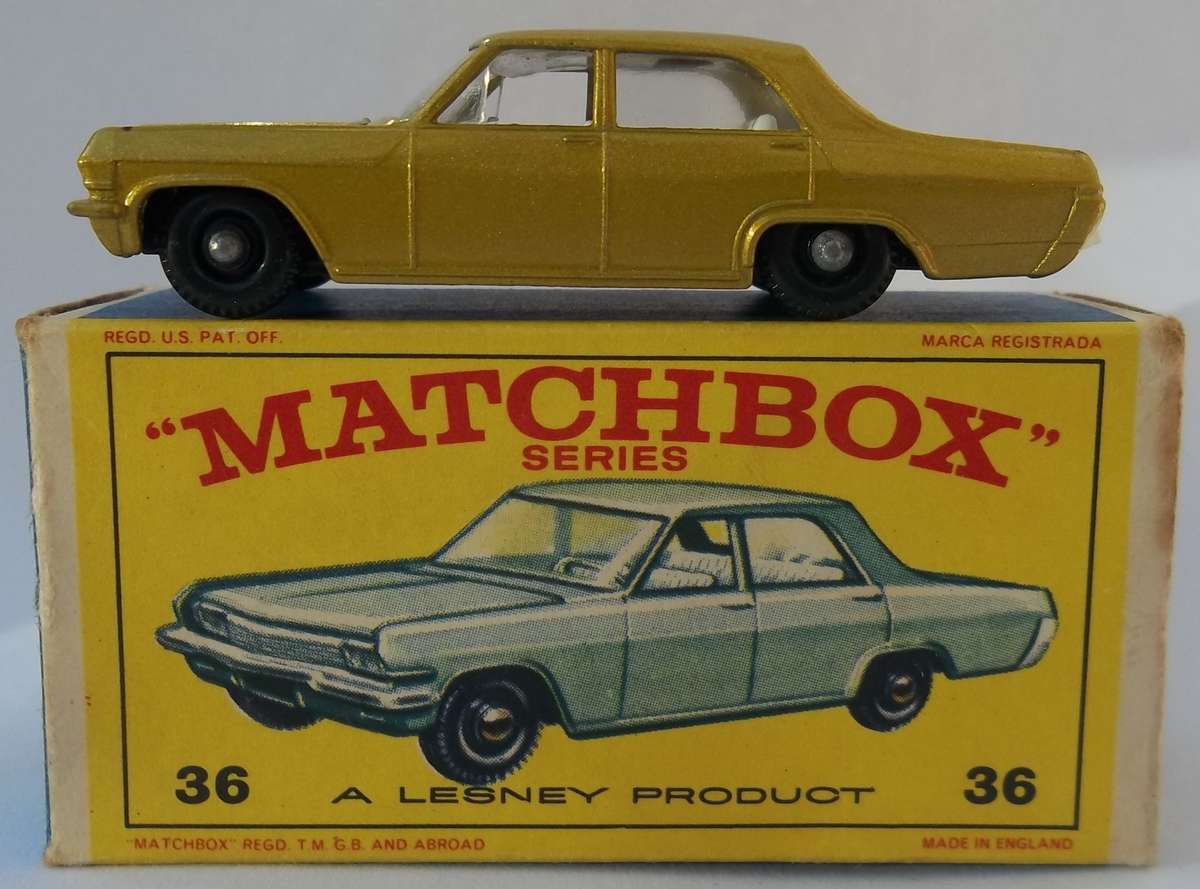 REGD. U.S. PAT. OFF. MARCA REGISTRADA
"MATCHBOX"
SERIES
36 A LESNEY PRODUCT 36
"MATCHBOX" REGD. T.M. G.B. AND ABROAD MADE IN ENGLAND